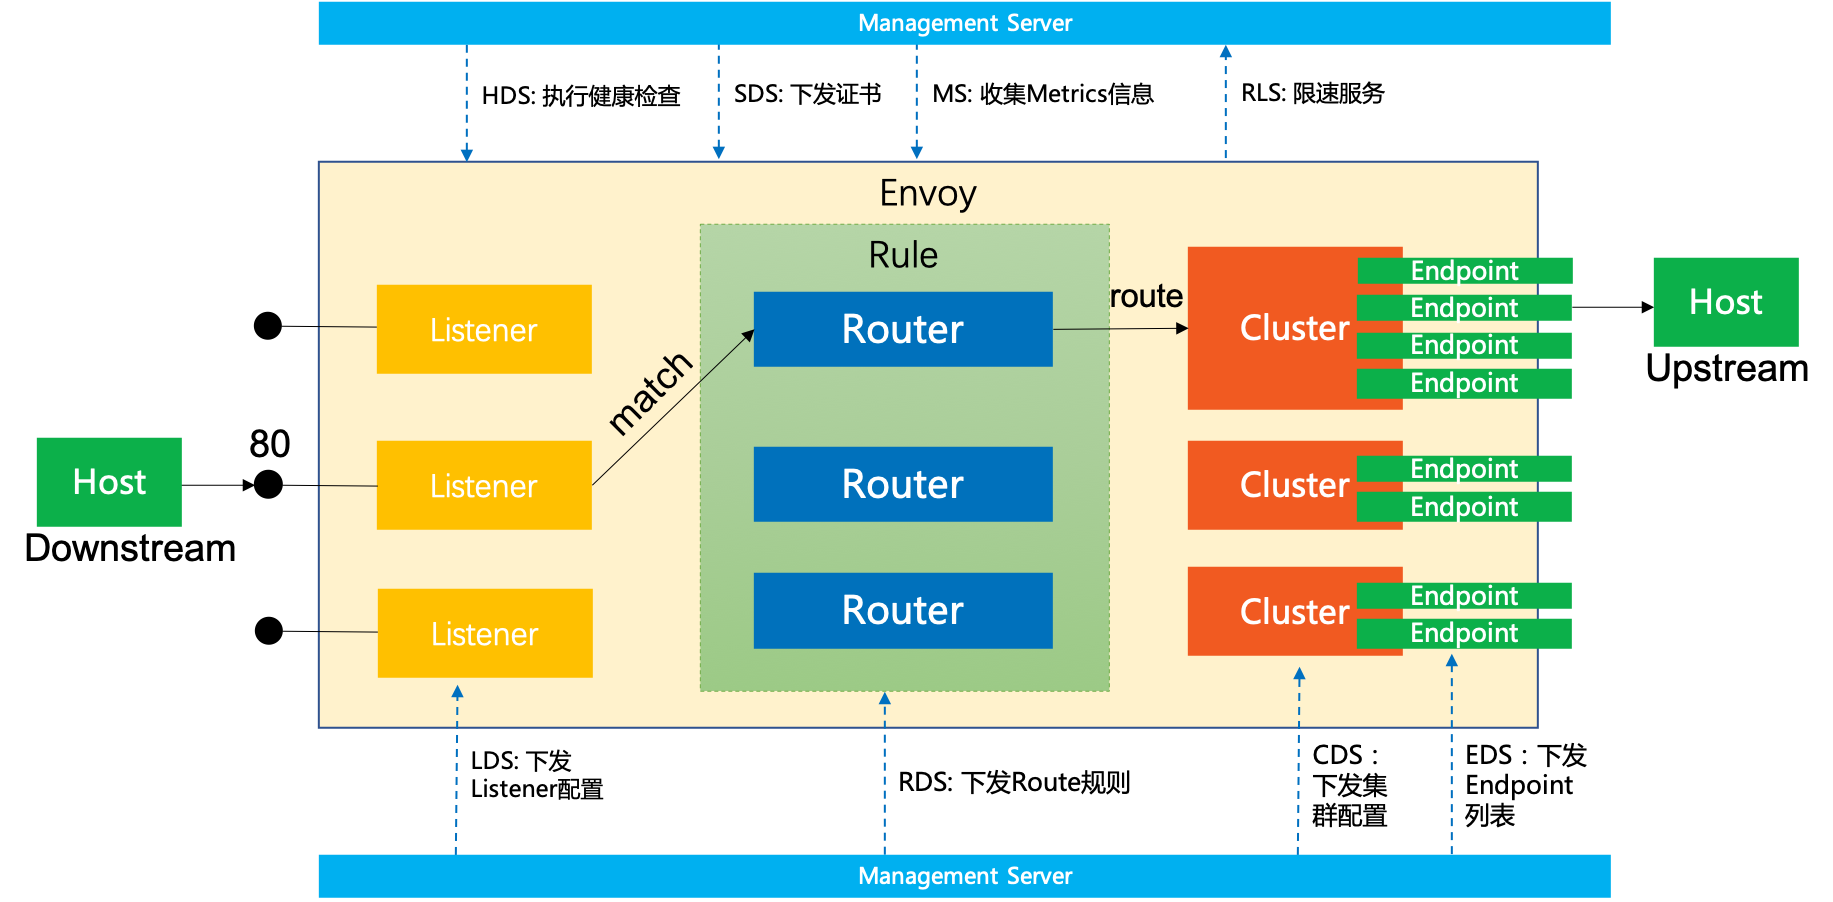 Management Server
HDS: 执行健康检查
SDS: 下发证书
MS: 收集Metrics信息
RLS: 限速服务
Envoy
Rule
Listener
Router
route
Cluster
Endpoint
Endpoint
Endpoint
Endpoint
Host
Upstream
match
80
Host
Downstream
Listener
Router
Cluster
Endpoint
Endpoint
Listener
Router
Cluster
Endpoint
Endpoint
LDS: 下发
Listener配置
RDS: 下发Route规则
CDS：
下发集
群配置
EDS：下发
Endpoint
列表
Management Server